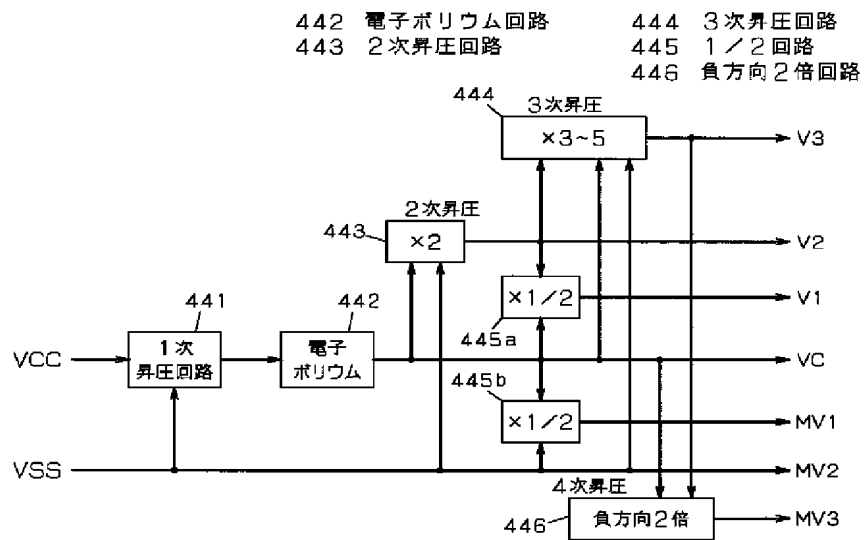 442 電子ボリウム回路
443 2次昇圧回路
444 3次昇圧回路
445 1/2回路
446 負方向2倍回路
444
3次昇圧
×3~5
V3
2次昇圧
443
×2
V2
×1/2
V1
445a
441
442
VCC
1次
昇圧回路
電子
ボリウム
VC
445b
×1/2
MV1
VSS
MV2
4次昇圧
446
負方向2倍
MV3